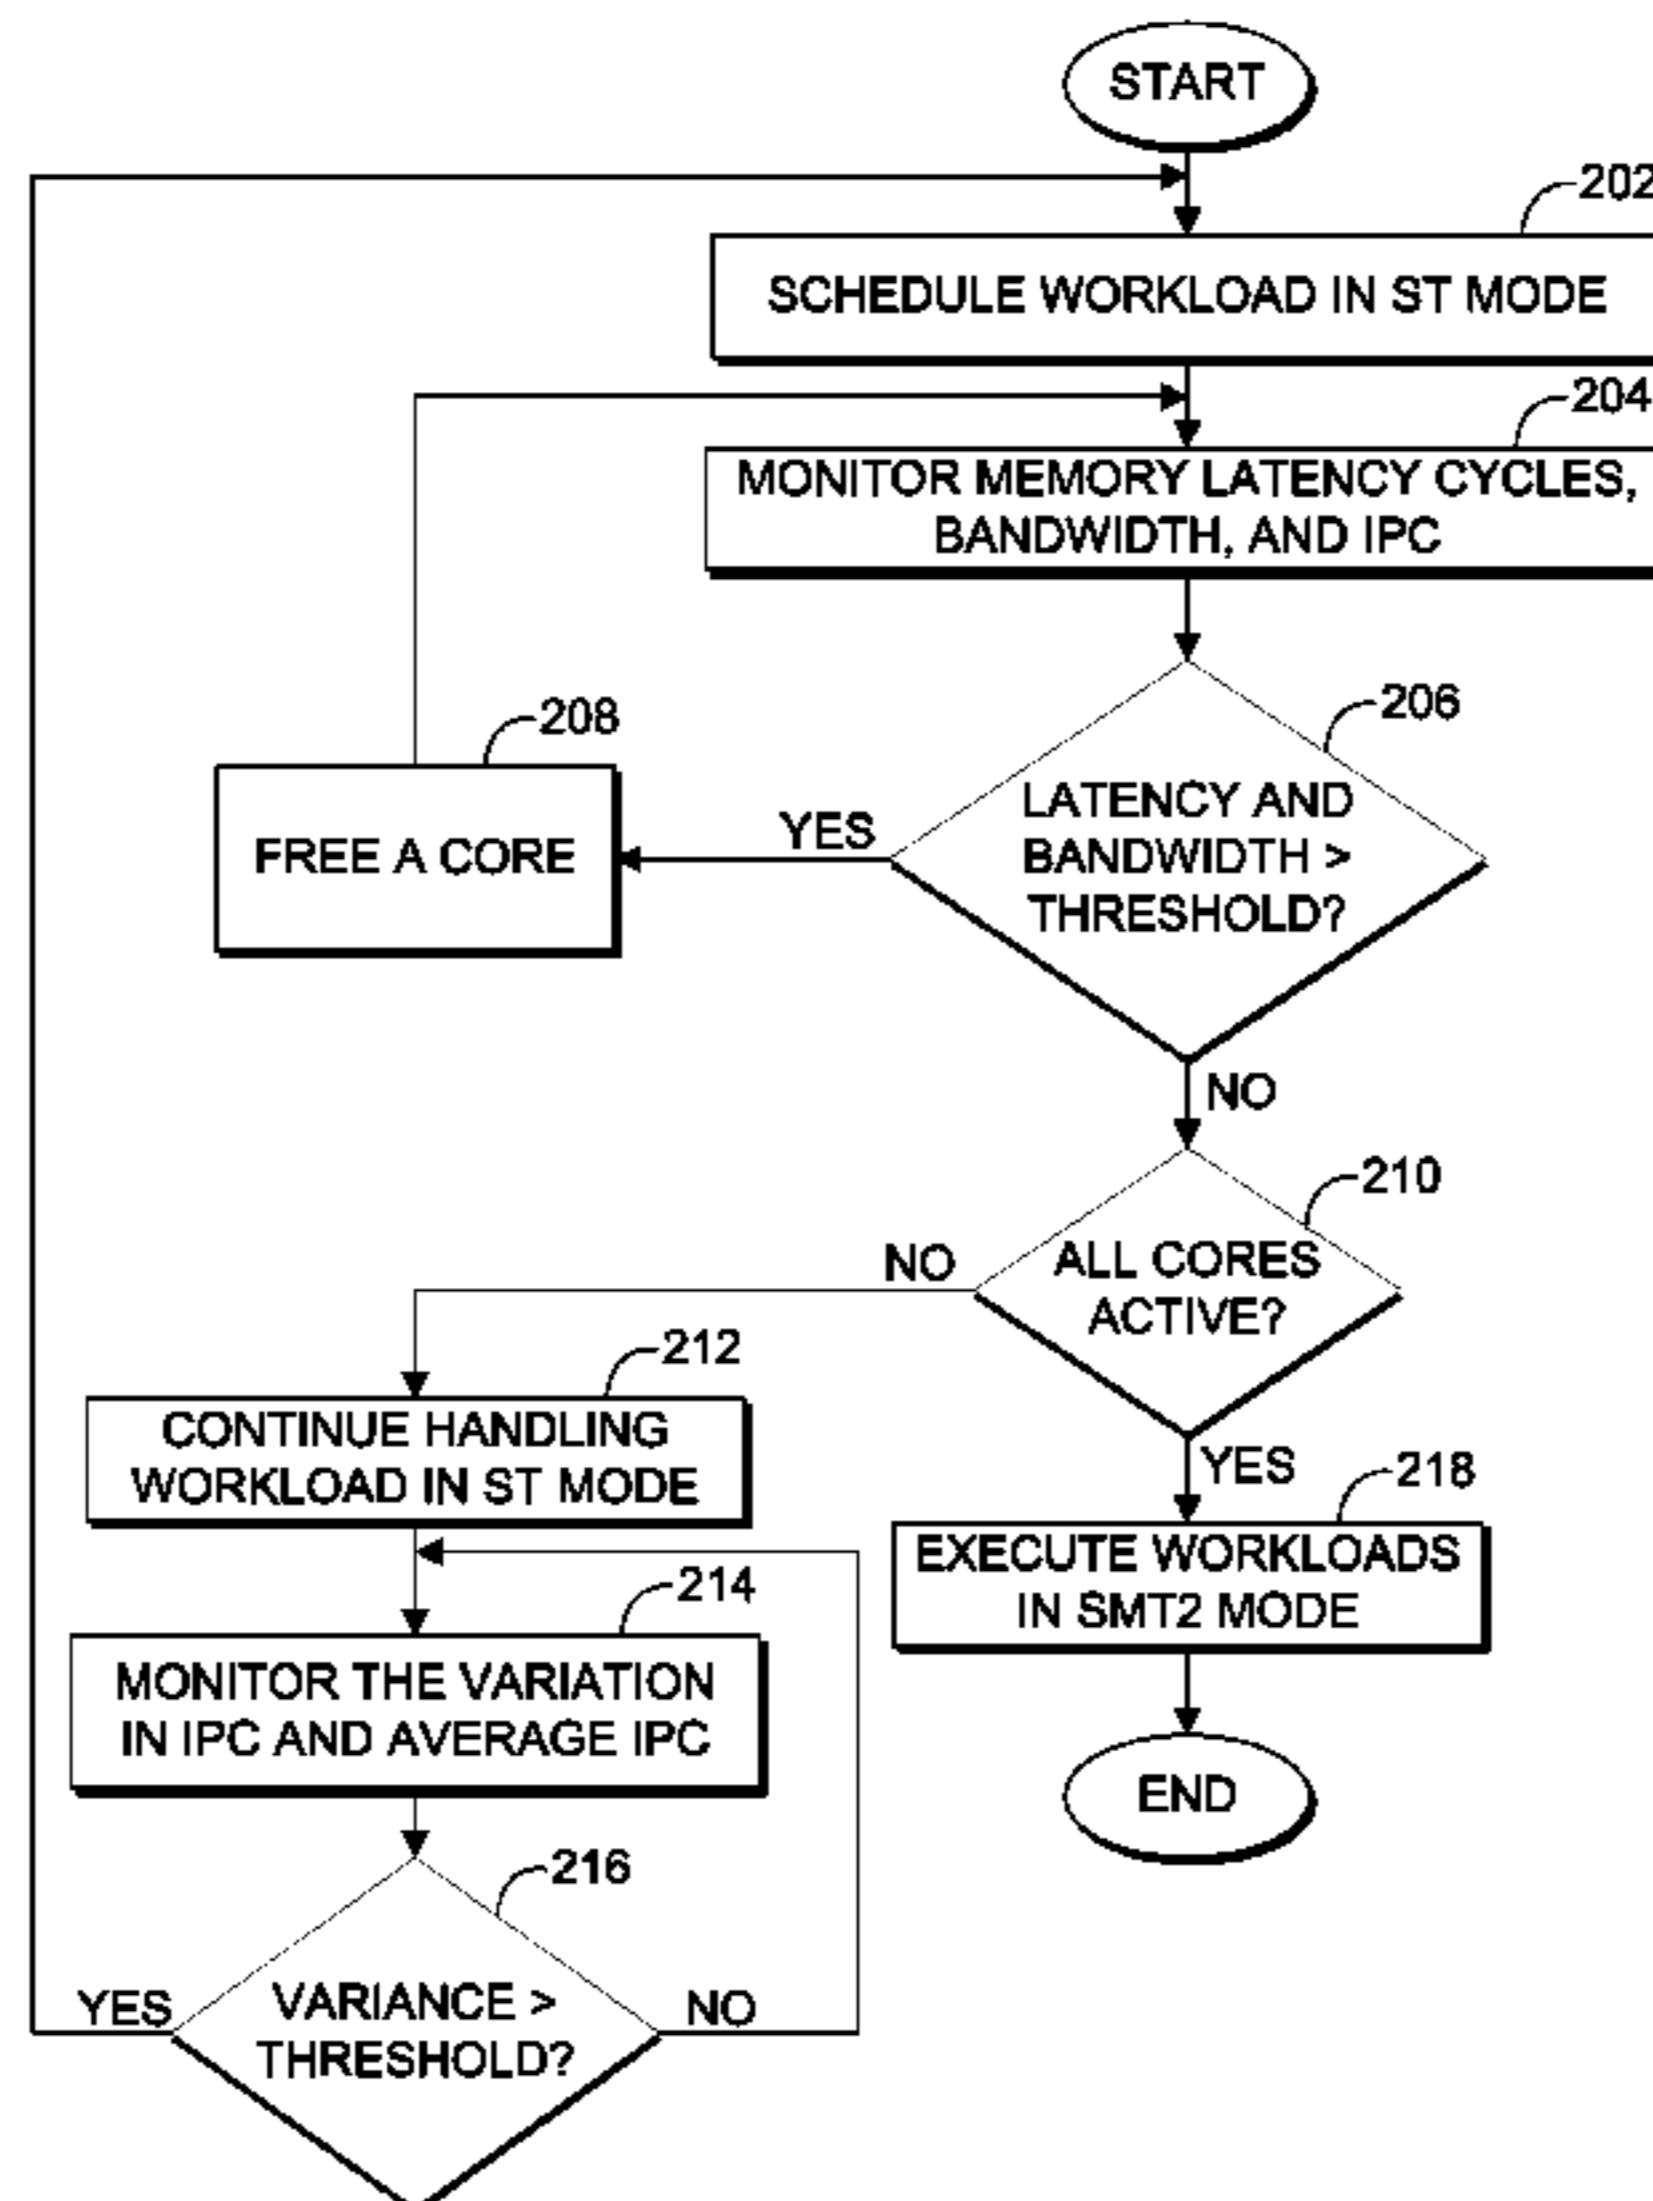 START
202
SCHEDULE WORKLOAD IN ST MODE
204
MONITOR MEMORY LATENCY CYCLES,
BANDWIDTH, AND IPC
206
LATENCY AND
BANDWIDTH >
THRESHOLD?
YES
208
FREE A CORE
NO
210
ALL CORES
ACTIVE?
NO
212
CONTINUE HANDLING
WORKLOAD IN ST MODE
214
MONITOR THE VARIATION
IN IPC AND AVERAGE IPC
216
VARIANCE >
THRESHOLD?
YES
NO
YES
218
EXECUTE WORKLOADS
IN SMT2 MODE
END